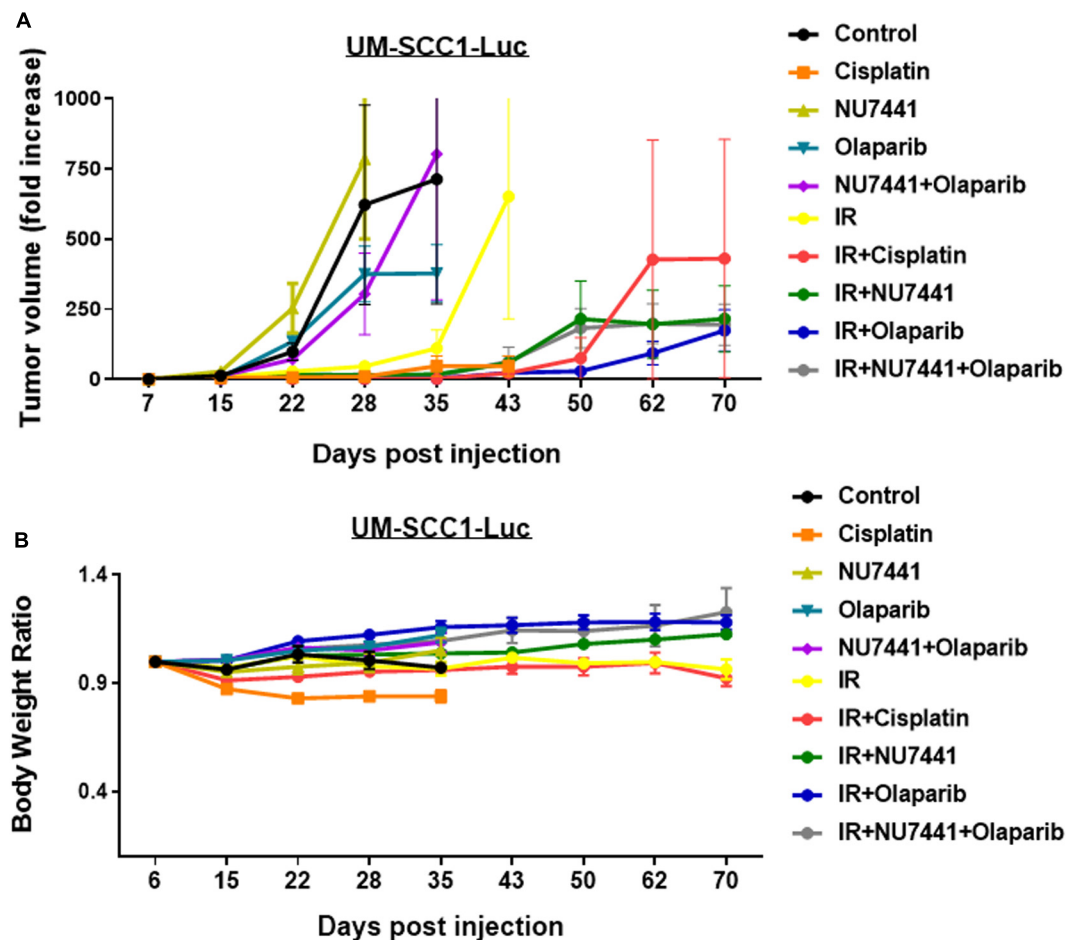 A
UM-SCC1-Luc
Tumor volume (fold increase)
1000
750
500
250
0
7 15 22 28 35 43 50 62 70
Days post injection
Control
Cisplatin
NU7441
Olaparib
NU7441+Olaparib
IR
IR+Cisplatin
IR+NU7441
IR+Olaparib
IR+NU7441+Olaparib
B
UM-SCC1-Luc
Body Weight Ratio
1.4
0.9
0.4
6 15 22 28 35 43 50 62 70
Days post injection
Control
Cisplatin
NU7441
Olaparib
NU7441+Olaparib
IR
IR+Cisplatin
IR+NU7441
IR+Olaparib
IR+NU7441+Olaparib